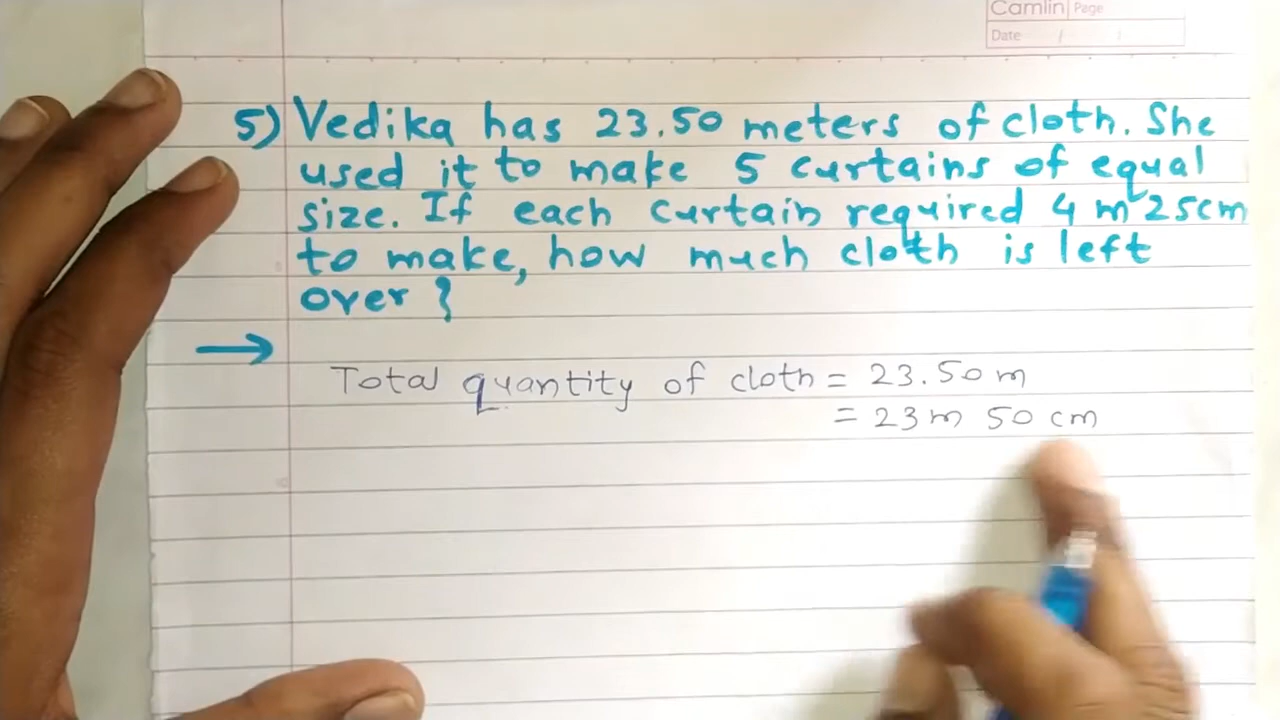 Camlin Page
Date / /
5) Vedika has 23.50 meters of cloth. She
used it to make 5 curtains of equal
size. If each curtain required 4 m 25cm
to make, how much cloth is left
over ?
→
Total quantity of cloth = 23.50 m
= 23 m 50 cm